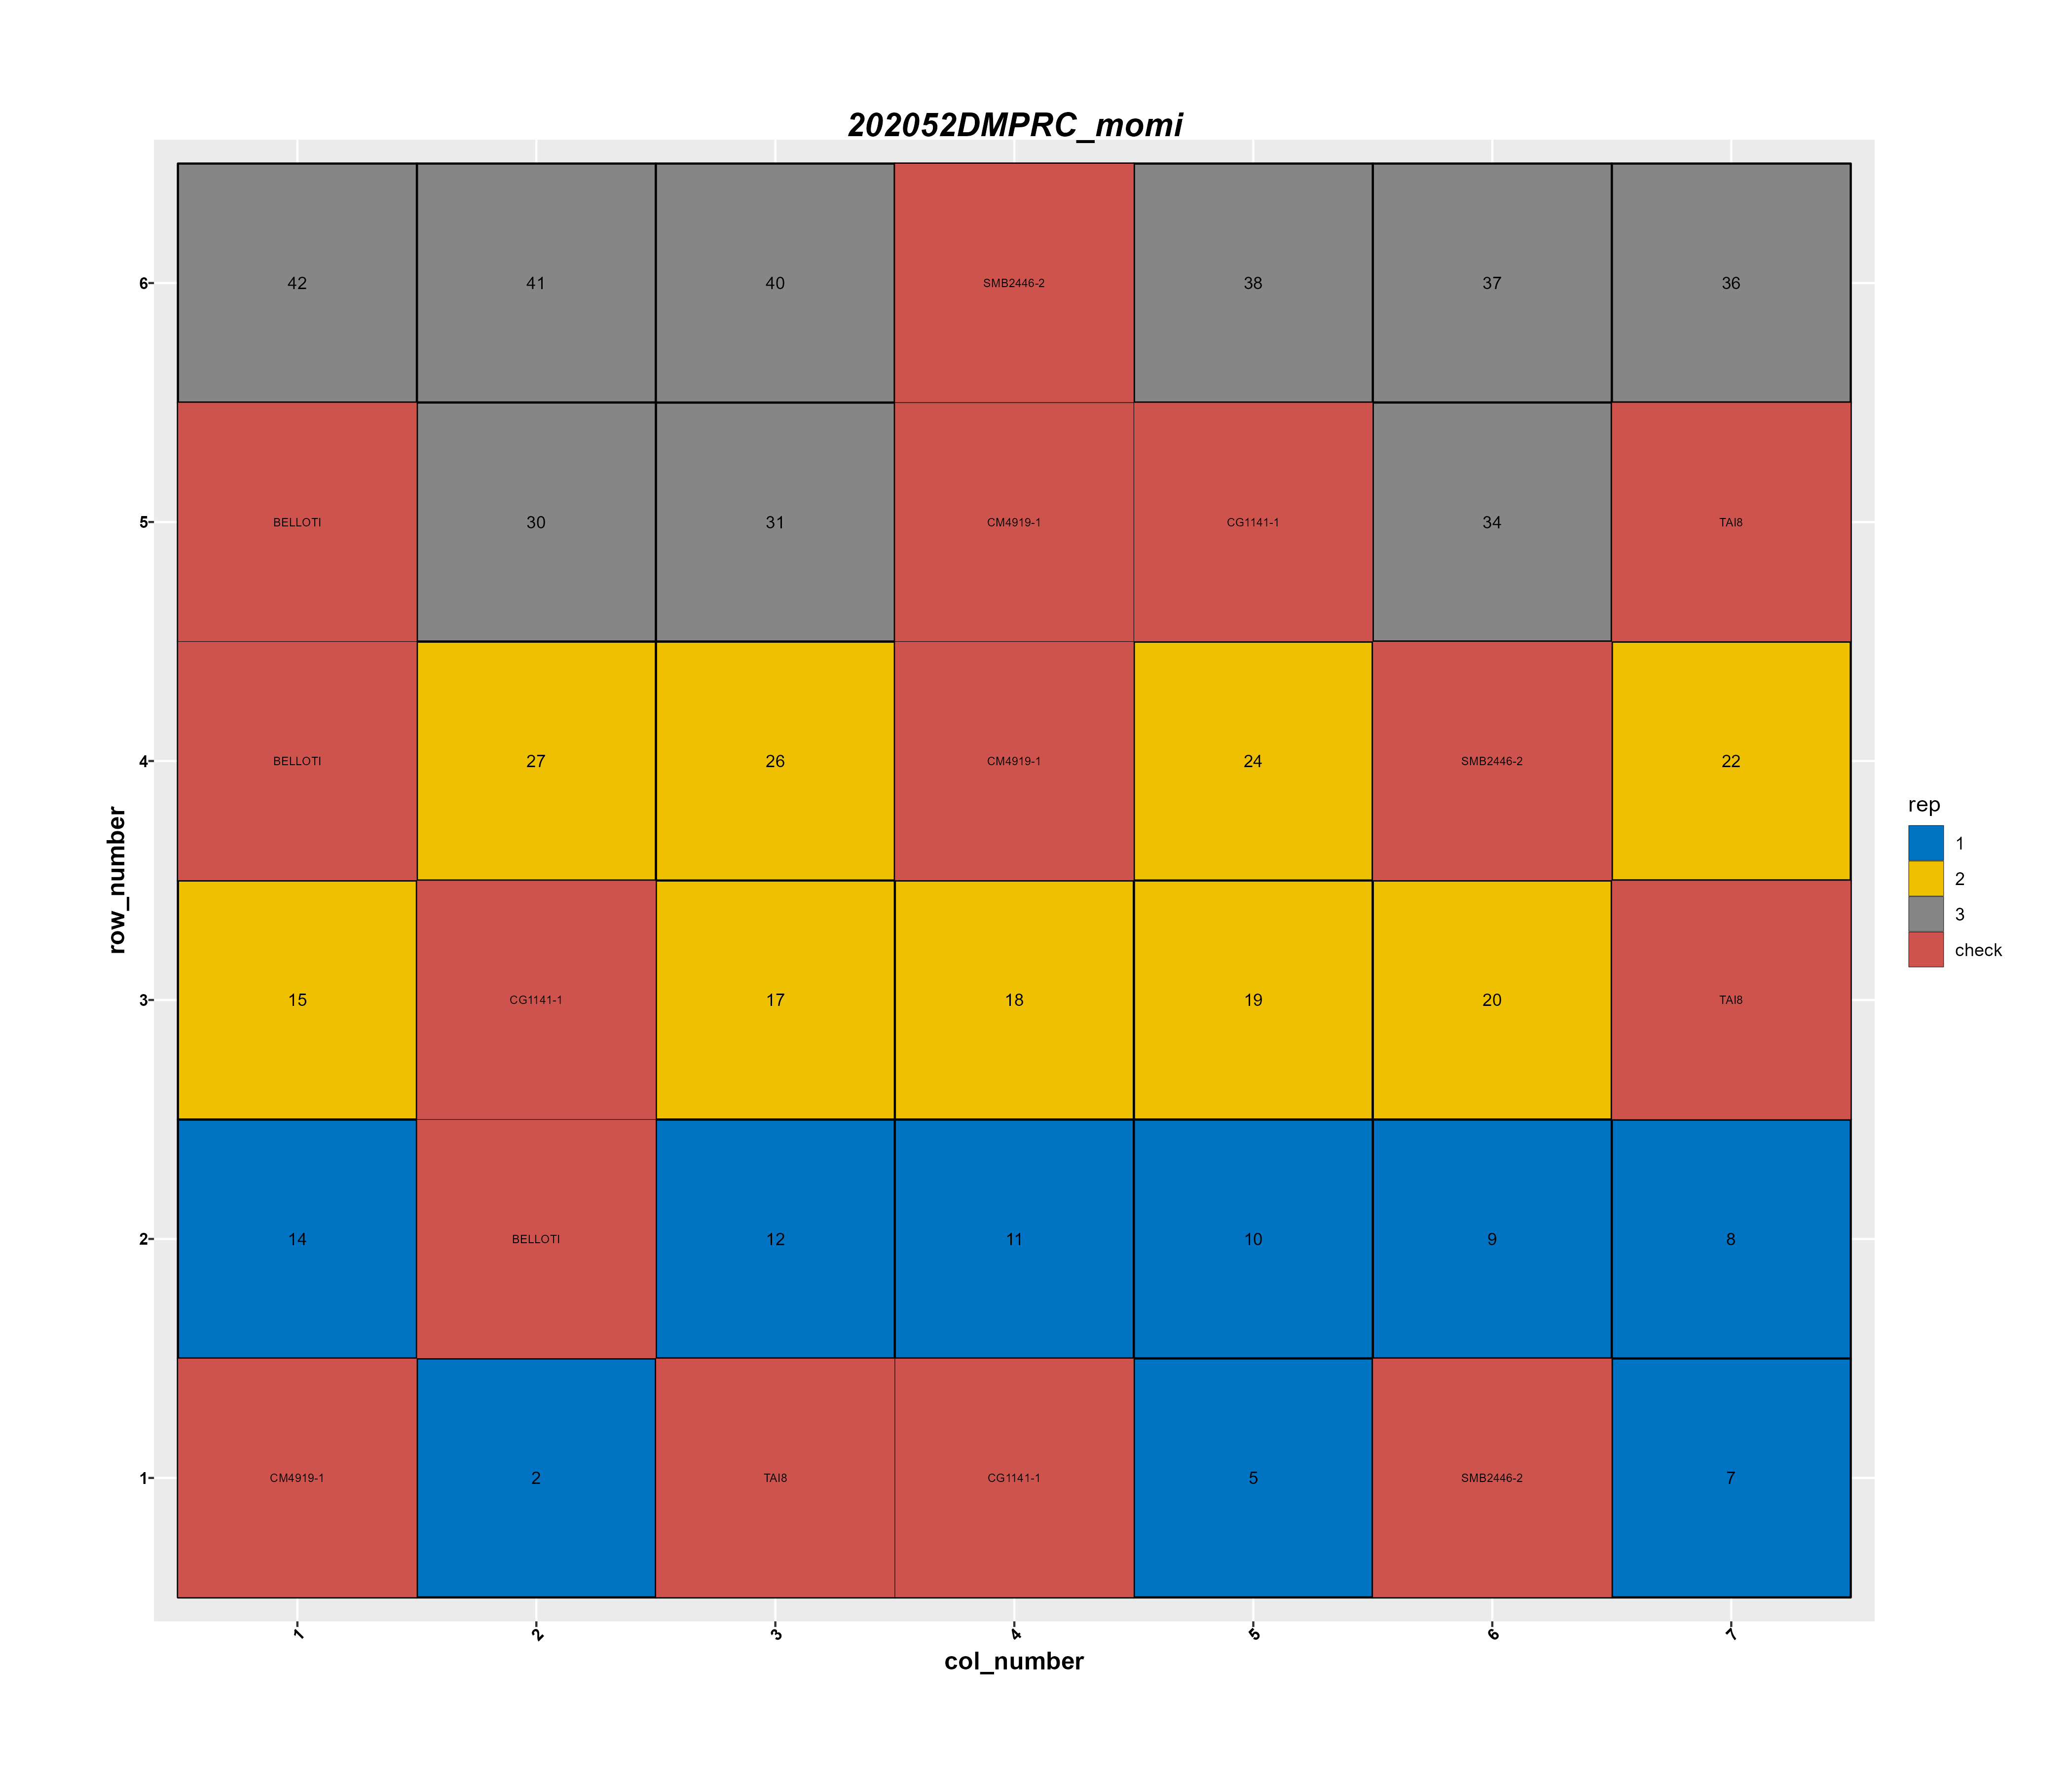 202052DMPRC_momi
6 42 41 40 SMB2446-2 38 37 36
5 BELLOTI 30 31 CM4919-1 CG1141-1 34 TAI8
4 BELLOTI 27 26 CM4919-1 24 SMB2446-2 22
3 15 CG1141-1 17 18 19 20 TAI8
2 14 BELLOTI 12 11 10 9 8
1 CM4919-1 2 TAI8 CG1141-1 5 SMB2446-2 7
1 2 3 4 5 6 7
col_number
row_number
rep
1
2
3
check